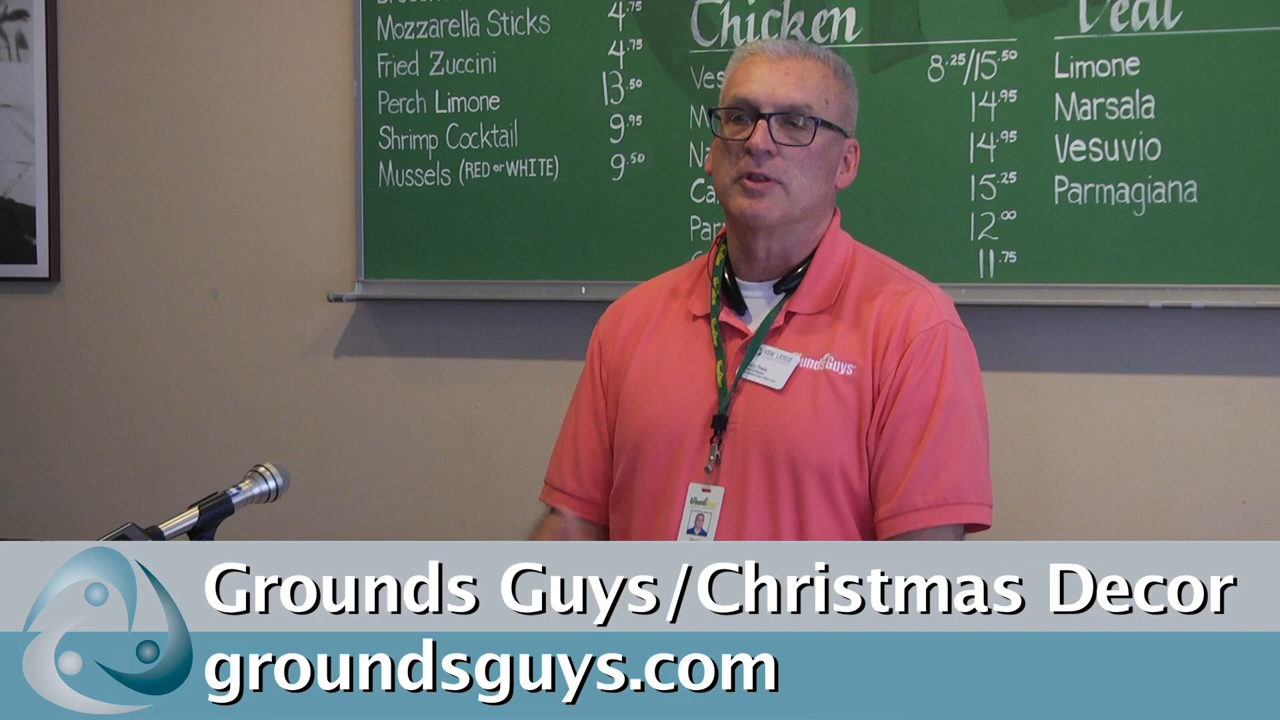 Mozzarella Sticks 4.75
Fried Zuccini 4.75
Perch Limone 13.50
Shrimp Cocktail 9.95
Mussels (RED or WHITE) 9.50
Chicken
8.25/15.50
14.95
14.95
15.25
12.00
11.75
Veal
Limone
Marsala
Vesuvio
Parmagiana
Grounds Guys/Christmas Decor
groundsguys.com